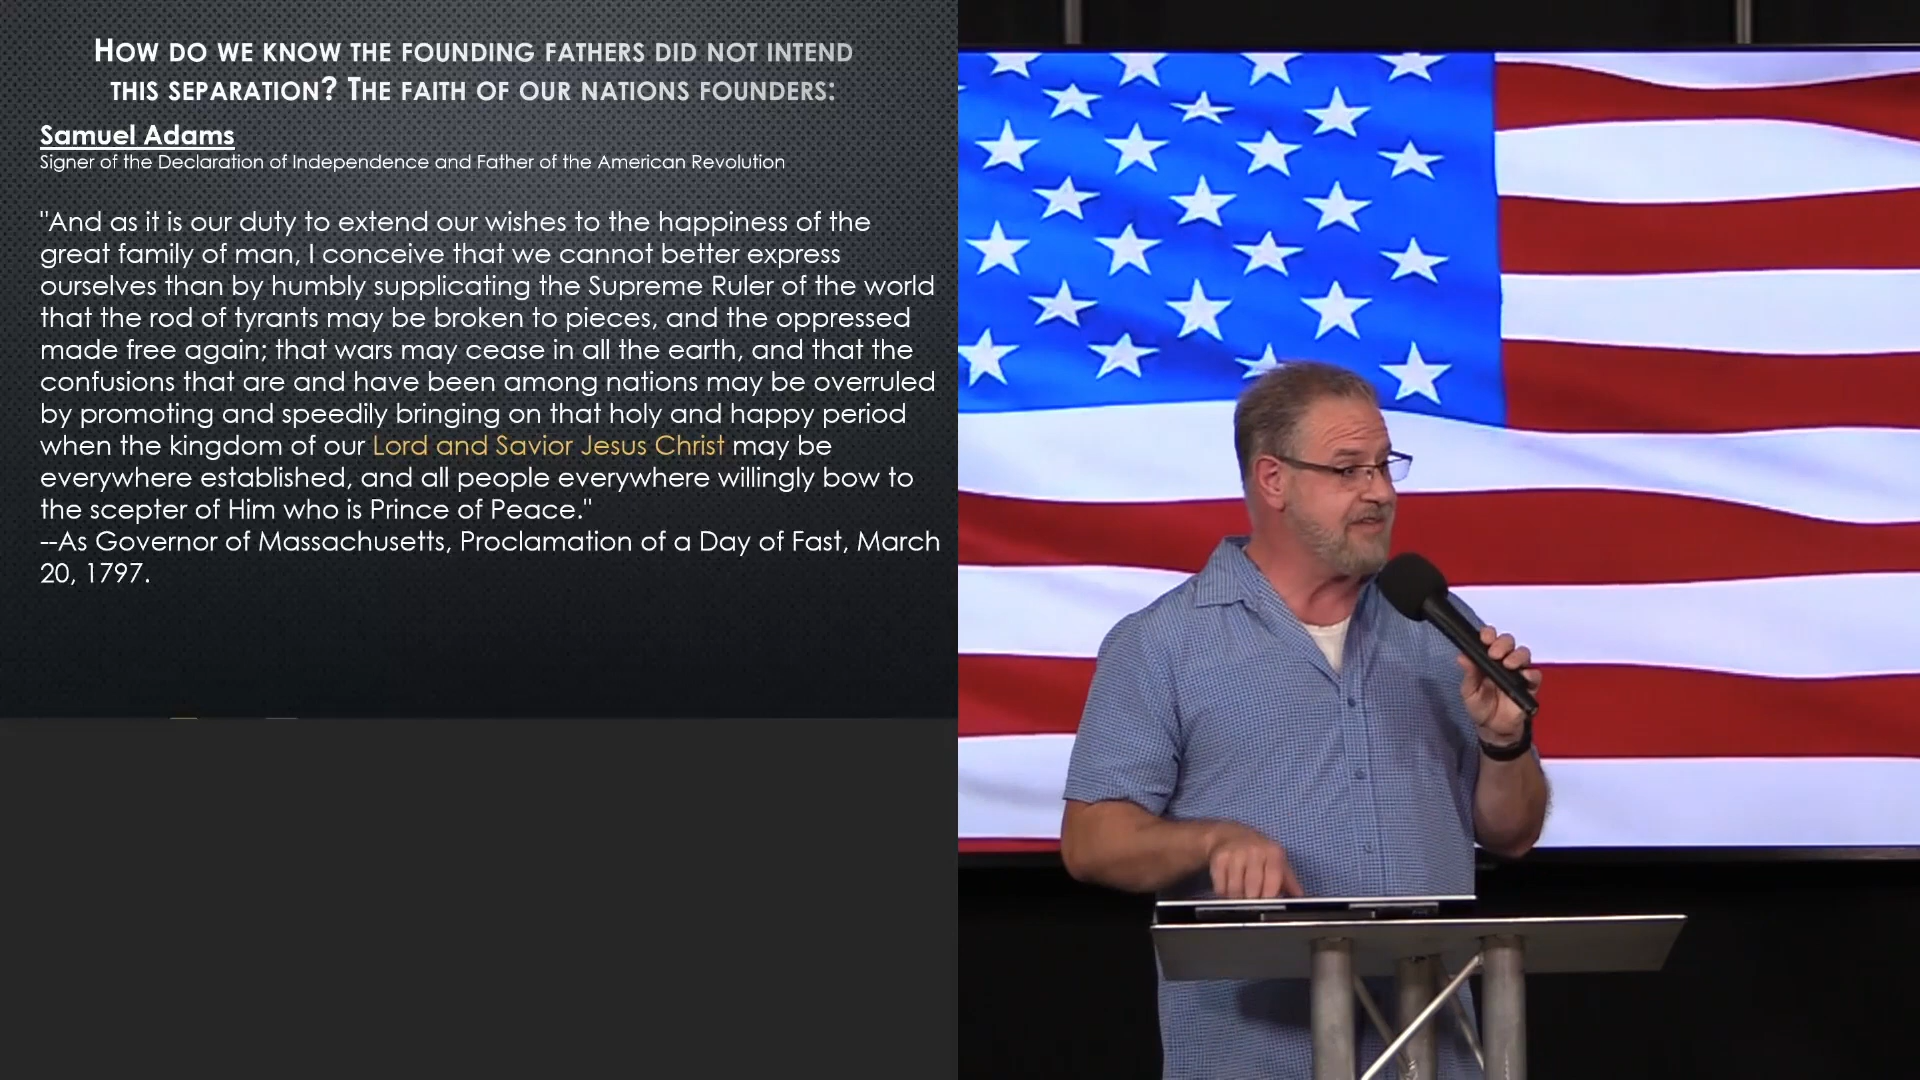 HOW DO WE KNOW THE FOUNDING FATHERS DID NOT INTEND
THIS SEPARATION? THE FAITH OF OUR NATIONS FOUNDERS:
Samuel Adams
Signer of the Declaration of Independence and Father of the American Revolution
"And as it is our duty to extend our wishes to the happiness of the
great family of man, I conceive that we cannot better express
ourselves than by humbly supplicating the Supreme Ruler of the world
that the rod of tyrants may be broken to pieces, and the oppressed
made free again; that wars may cease in all the earth, and that the
confusions that are and have been among nations may be overruled
by promoting and speedily bringing on that holy and happy period
when the kingdom of our Lord and Savior Jesus Christ may be
everywhere established, and all people everywhere willingly bow to
the scepter of Him who is Prince of Peace."
--As Governor of Massachusetts, Proclamation of a Day of Fast, March
20, 1797.